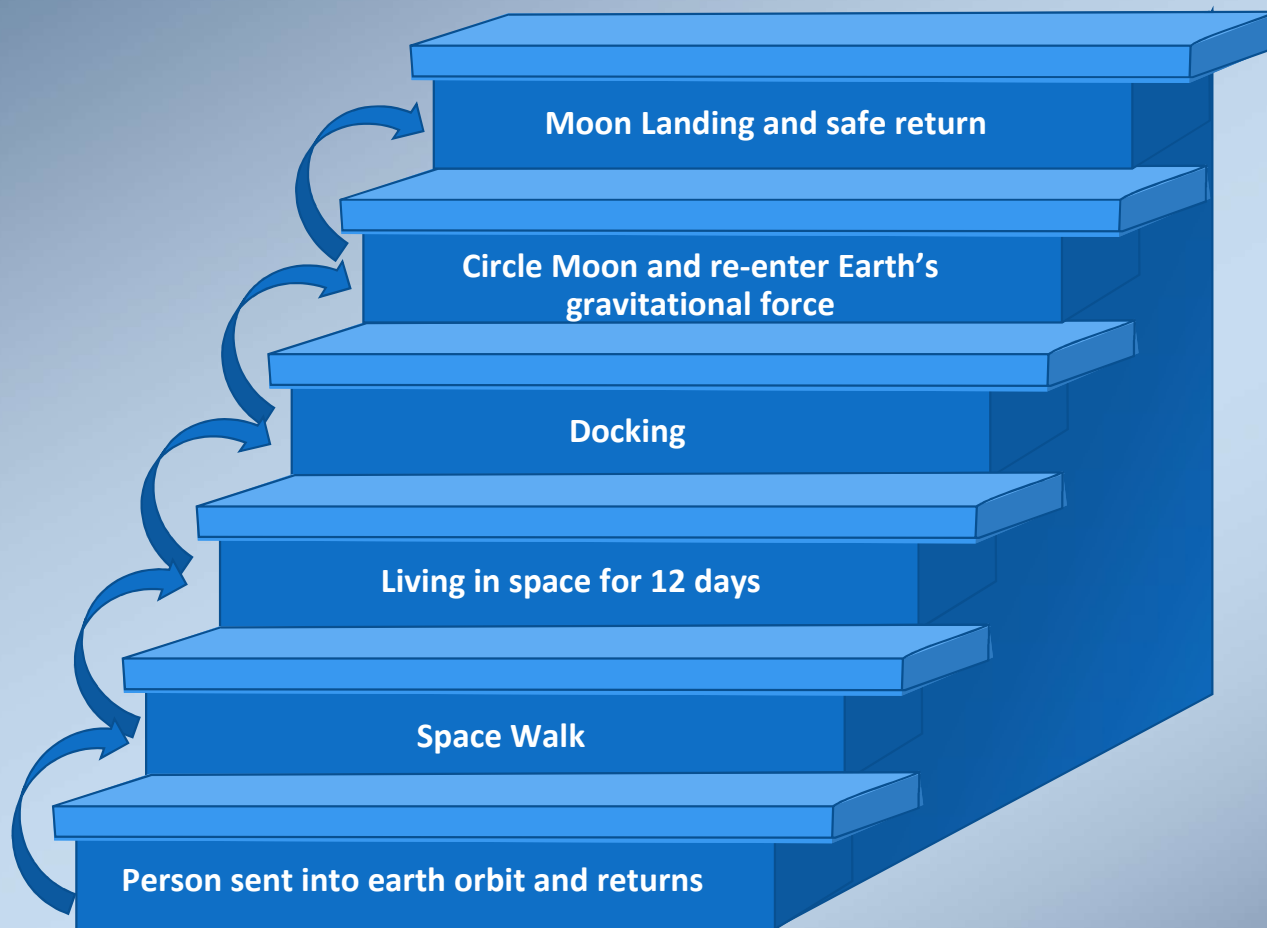 Moon Landing and safe return
Circle Moon and re-enter Earth’s
gravitational force
Docking
Living in space for 12 days
Space Walk
Person sent into earth orbit and returns